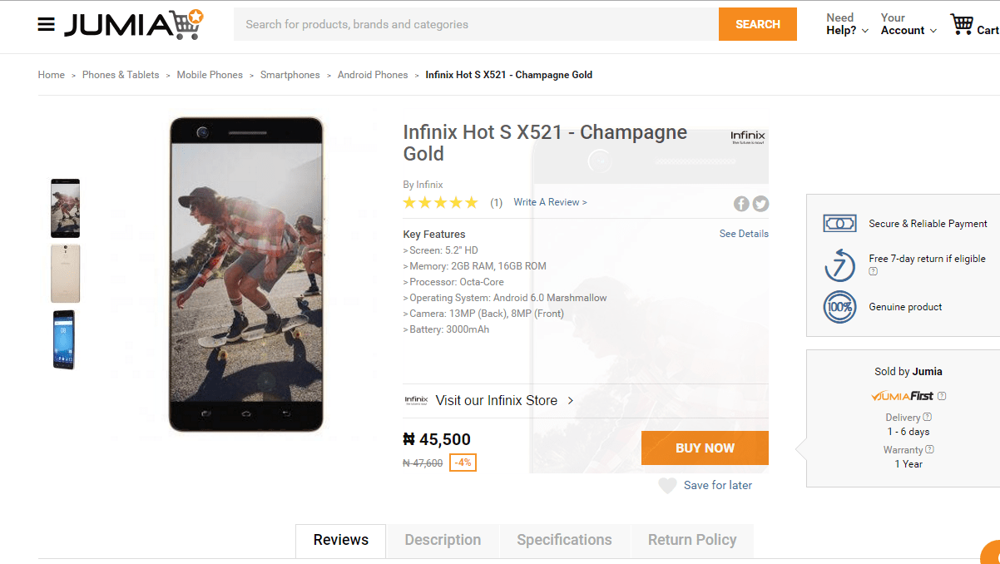 JUMIA
Search for products, brands and categories
SEARCH
Need
Help?
Your
Account
Cart
Home > Phones & Tablets > Mobile Phones > Smartphones > Android Phones > Infinix Hot S X521 - Champagne Gold
Infinix Hot S X521 - Champagne
Gold
Infinix
The future is now!
By Infinix
(1) Write A Review >
Key Features
See Details
> Screen: 5.2" HD
> Memory: 2GB RAM, 16GB ROM
> Processor: Octa-Core
> Operating System: Android 6.0 Marshmallow
> Camera: 13MP (Back), 8MP (Front)
> Battery: 3000mAh
Infinix Visit our Infinix Store >
₦ 45,500
₦ 47,600 -4%
BUY NOW
Save for later
Secure & Reliable Payment
7
Free 7-day return if eligible
?
100%
Genuine product
Sold by Jumia
JUMIAFirst ?
Delivery ?
1 - 6 days
Warranty ?
1 Year
Reviews
Description
Specifications
Return Policy